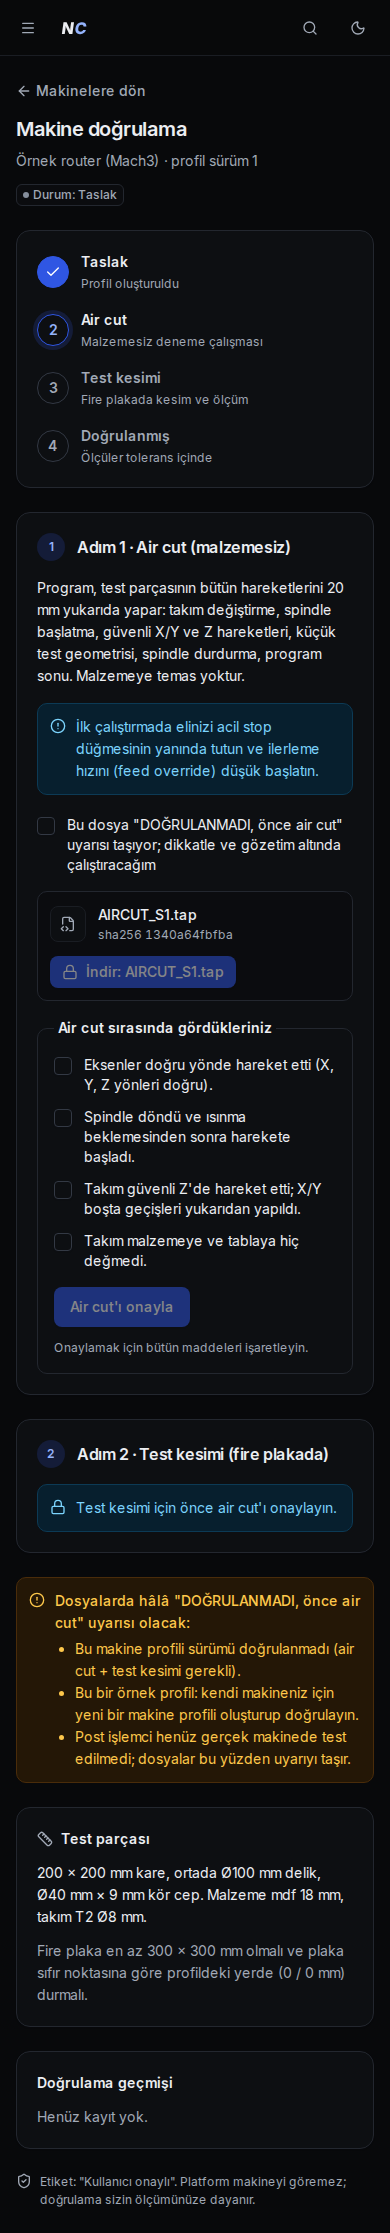 NC
Makinelere dön
Makine doğrulama
Örnek router (Mach3) · profil sürüm 1
Durum: Taslak
Taslak
Profil oluşturuldu
2
Air cut
Malzemesiz deneme çalışması
3
Test kesimi
Fire plakada kesim ve ölçüm
4
Doğrulanmış
Ölçüler tolerans içinde
1
Adım 1 · Air cut (malzemesiz)
Program, test parçasının bütün hareketlerini 20
mm yukarıda yapar: takım değiştirme, spindle
başlatma, güvenli X/Y ve Z hareketleri, küçük
test geometrisi, spindle durdurma, program
sonu. Malzemeye temas yoktur.
İlk çalıştırmada elinizi acil stop
düğmesinin yanında tutun ve ilerleme
hızını (feed override) düşük başlatın.
Bu dosya "DOĞRULANMADI, önce air cut"
uyarısı taşıyor; dikkatle ve gözetim altında
çalıştıracağım
AIRCUT_S1.tap
sha256 1340a64fbfba
İndir: AIRCUT_S1.tap
Air cut sırasında gördükleriniz
Eksenler doğru yönde hareket etti (X,
Y, Z yönleri doğru).
Spindle döndü ve ısınma
beklemesinden sonra harekete
başladı.
Takım güvenli Z'de hareket etti; X/Y
boşta geçişleri yukarıdan yapıldı.
Takım malzemeye ve tablaya hiç
değmedi.
Air cut'ı onayla
Onaylamak için bütün maddeleri işaretleyin.
2
Adım 2 · Test kesimi (fire plakada)
Test kesimi için önce air cut'ı onaylayın.
Dosyalarda hâlâ "DOĞRULANMADI, önce air
cut" uyarısı olacak:
• Bu makine profili sürümü doğrulanmadı (air
cut + test kesimi gerekli).
• Bu bir örnek profil: kendi makineniz için
yeni bir makine profili oluşturup doğrulayın.
• Post işlemci henüz gerçek makinede test
edilmedi; dosyalar bu yüzden uyarıyı taşır.
Test parçası
200 × 200 mm kare, ortada Ø100 mm delik,
Ø40 mm × 9 mm kör cep. Malzeme mdf 18 mm,
takım T2 Ø8 mm.
Fire plaka en az 300 × 300 mm olmalı ve plaka
sıfır noktasına göre profildeki yerde (0 / 0 mm)
durmalı.
Doğrulama geçmişi
Henüz kayıt yok.
Etiket: "Kullanıcı onaylı". Platform makineyi göremez;
doğrulama sizin ölçümünüze dayanır.